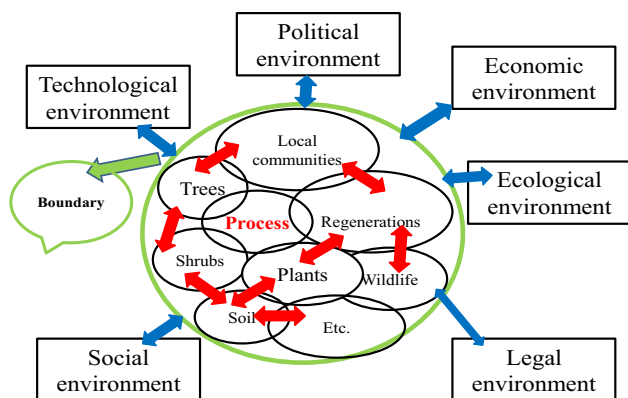 Political
environment
Technological
environment
Economic
environment
Local
communities
Trees
Ecological
environment
Boundary
Process
Regenerations
Shrubs
Plants
Wildlife
Soil
Etc.
Social
environment
Legal
environment